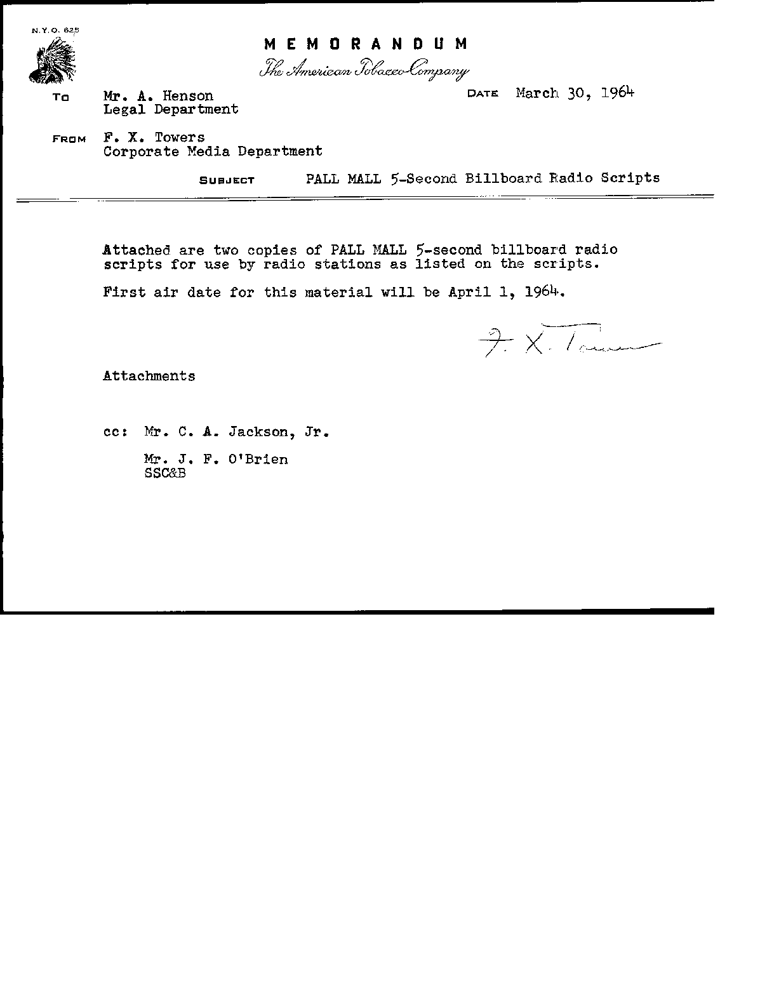 N.Y.O. 625
MEMORANDUM
The American Tobacco Company
To Mr. A. Henson
Legal Department
DATE March 30, 1964
FROM F. X. Towers
Corporate Media Department
SUBJECT PALL MALL 5-Second Billboard Radio Scripts
Attached are two copies of PALL MALL 5-second billboard radio
scripts for use by radio stations as listed on the scripts.
First air date for this material will be April 1, 1964.
F. X. Towers
Attachments
cc: Mr. C. A. Jackson, Jr.
Mr. J. F. O'Brien
SSC&B